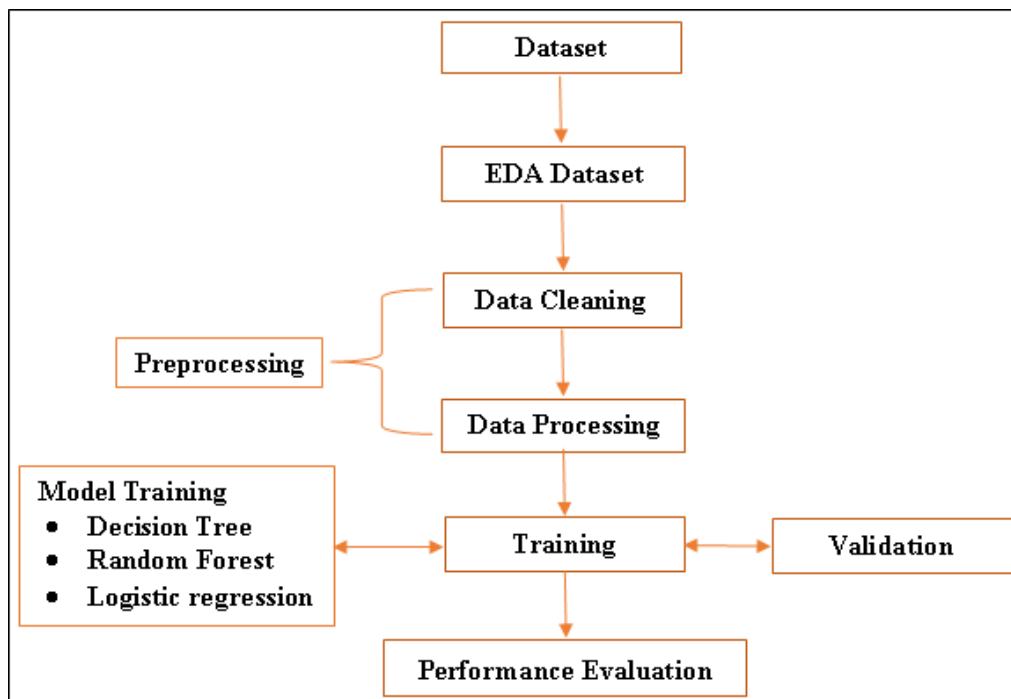 Dataset
EDA Dataset
Data Cleaning
Preprocessing
Data Processing
Model Training
• Decision Tree
• Random Forest
• Logistic regression
Training
Validation
Performance Evaluation